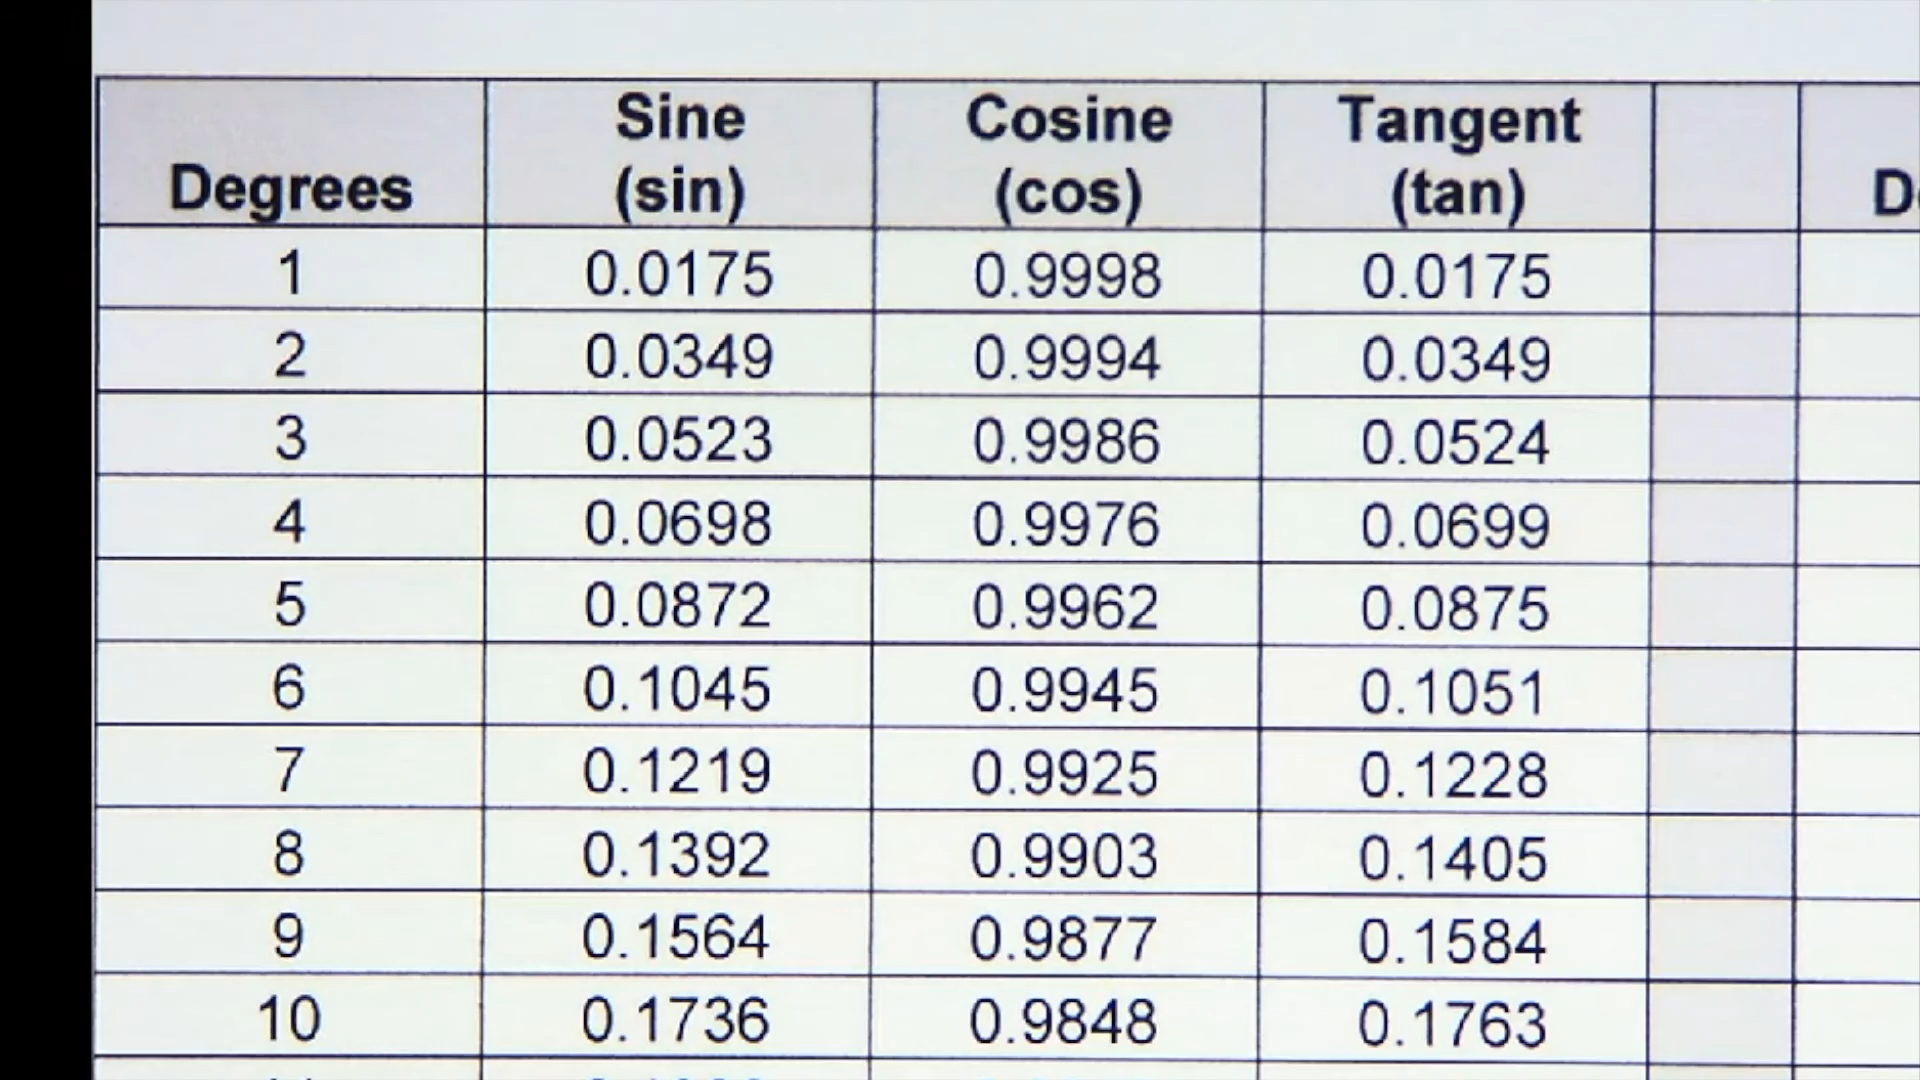 Degrees Sine (sin) Cosine (cos) Tangent (tan)
1 0.0175 0.9998 0.0175
2 0.0349 0.9994 0.0349
3 0.0523 0.9986 0.0524
4 0.0698 0.9976 0.0699
5 0.0872 0.9962 0.0875
6 0.1045 0.9945 0.1051
7 0.1219 0.9925 0.1228
8 0.1392 0.9903 0.1405
9 0.1564 0.9877 0.1584
10 0.1736 0.9848 0.1763